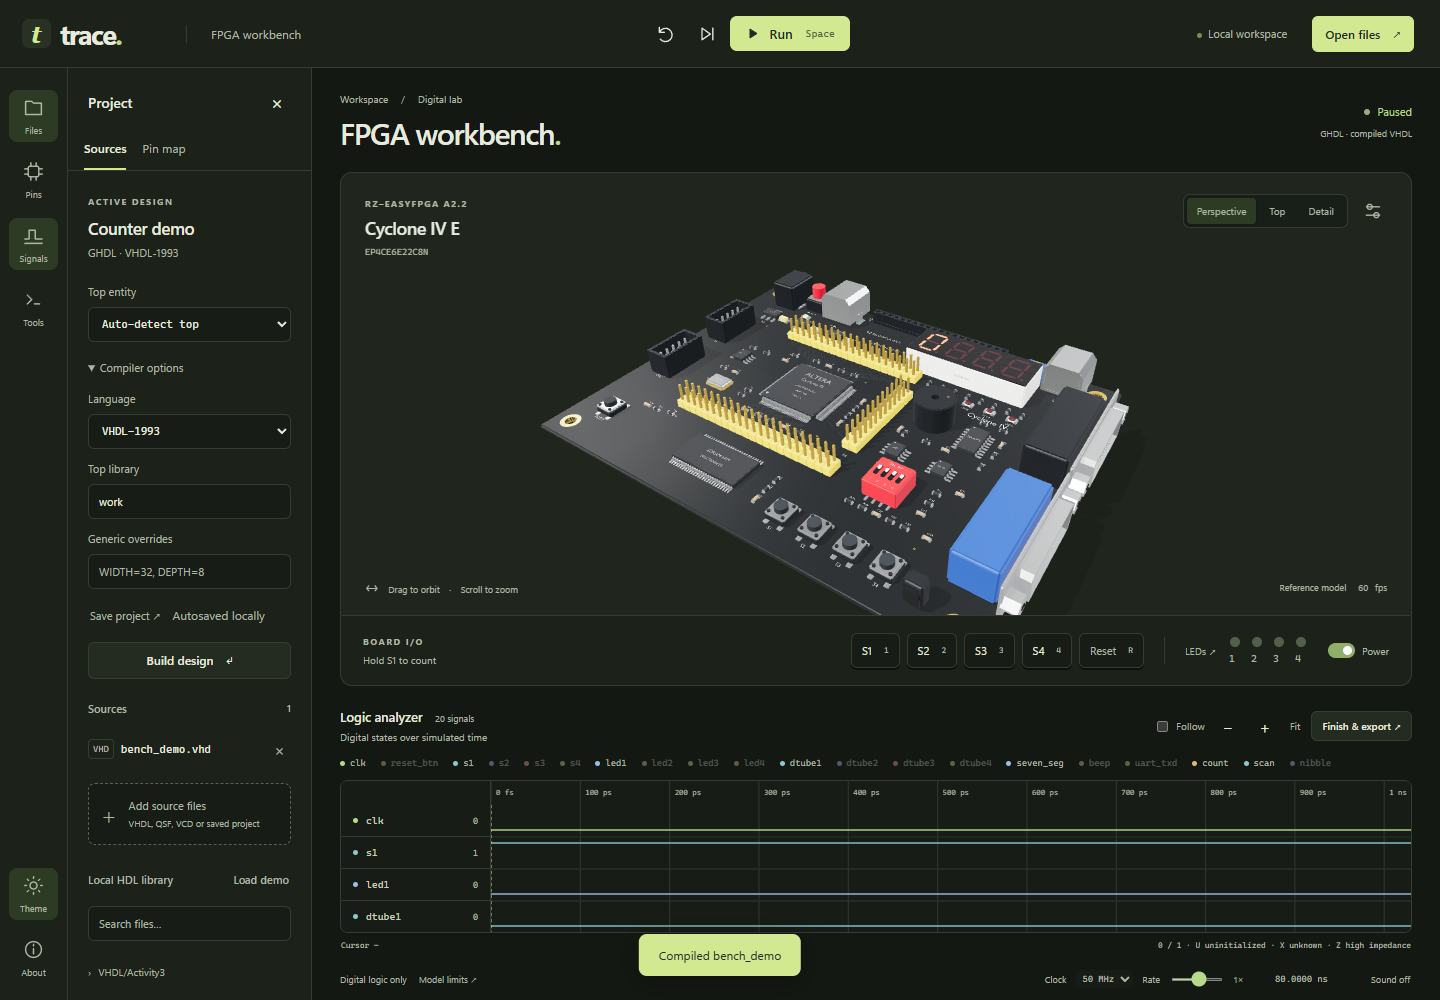 t trace.
FPGA workbench
Run Space
Local workspace
Open files ↗
Files
Pins
Signals
Tools
Theme
About
Project ×
Sources Pin map
ACTIVE DESIGN
Counter demo
GHDL · VHDL-1993
Top entity
Auto-detect top
▼ Compiler options
Language
VHDL-1993
Top library
work
Generic overrides
WIDTH=32, DEPTH=8
Save project ↗ Autosaved locally
Build design ↲
Sources 1
VHD bench_demo.vhd ×
+ Add source files
VHDL, QSF, VCD or saved project
Local HDL library Load demo
Search files...
› VHDL/Activity3
Workspace / Digital lab
FPGA workbench.
Paused
GHDL · compiled VHDL
RZ-EASYFPGA A2.2
Cyclone IV E
EP4CE6E22C8N
Perspective Top Detail
ALTERA
Cyclone IV
Drag to orbit · Scroll to zoom
Reference model 60 fps
BOARD I/O
Hold S1 to count
S1 1 S2 2 S3 3 S4 4 Reset R
LEDs ↗ 1 2 3 4 Power
Logic analyzer 20 signals
Digital states over simulated time
Follow − + Fit Finish & export ↗
clk reset_btn s1 s2 s3 s4 led1 led2 led3 led4 dtube1 dtube2 dtube3 dtube4 seven_seg beep uart_txd count scan nibble
0 fs 100 ps 200 ps 300 ps 400 ps 500 ps 600 ps 700 ps 800 ps 900 ps 1 ns
clk 0
s1 1
led1 0
dtube1 0
Cursor —
0 / 1 · U uninitialized · X unknown · Z high impedance
Compiled bench_demo
Digital logic only Model limits ↗
Clock 50 MHz Rate 1× 80.0000 ns Sound off